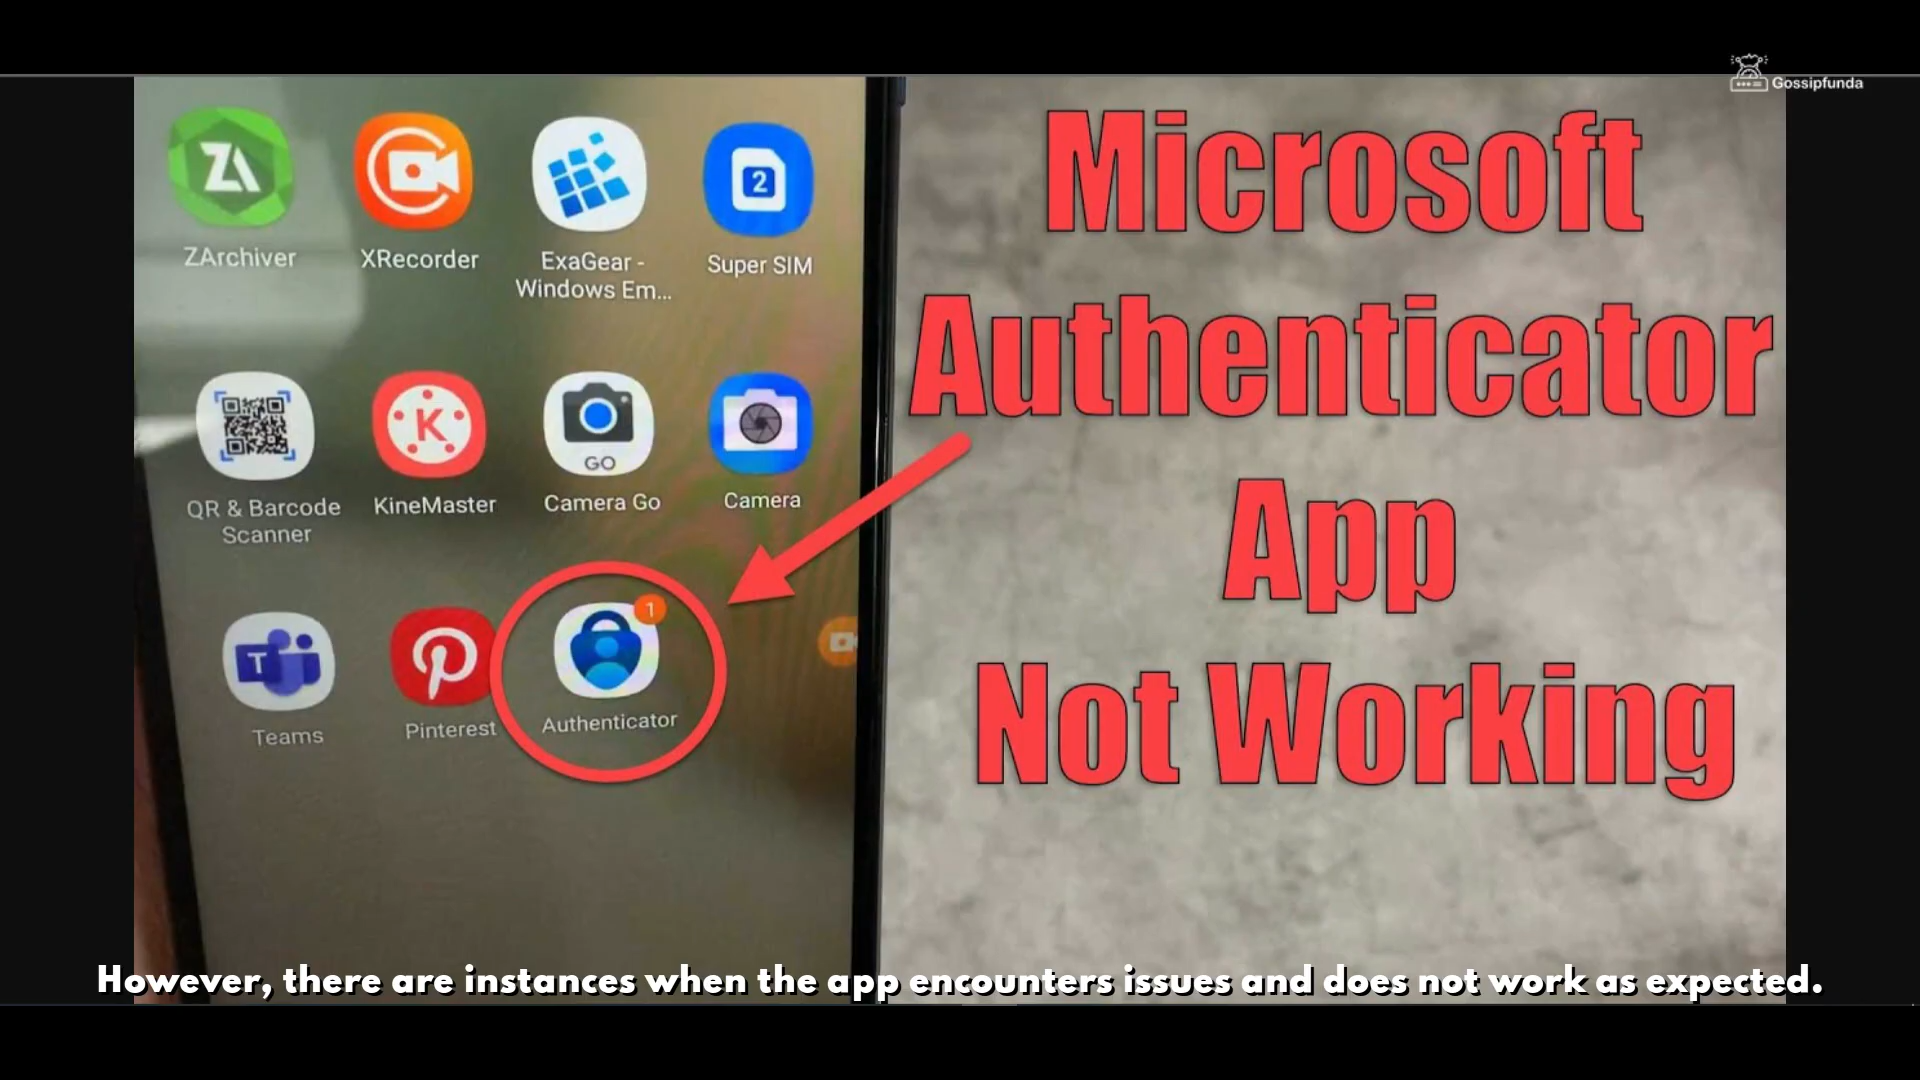 Gossipfunda
Microsoft
Authenticator
App
Not Working
ZA
2
ZArchiver
XRecorder
ExaGear -
Windows Em...
Super SIM
K
GO
QR & Barcode
Scanner
KineMaster
Camera Go
Camera
1
T
Teams
Pinterest
Authenticator
However, there are instances when the app encounters issues and does not work as expected.